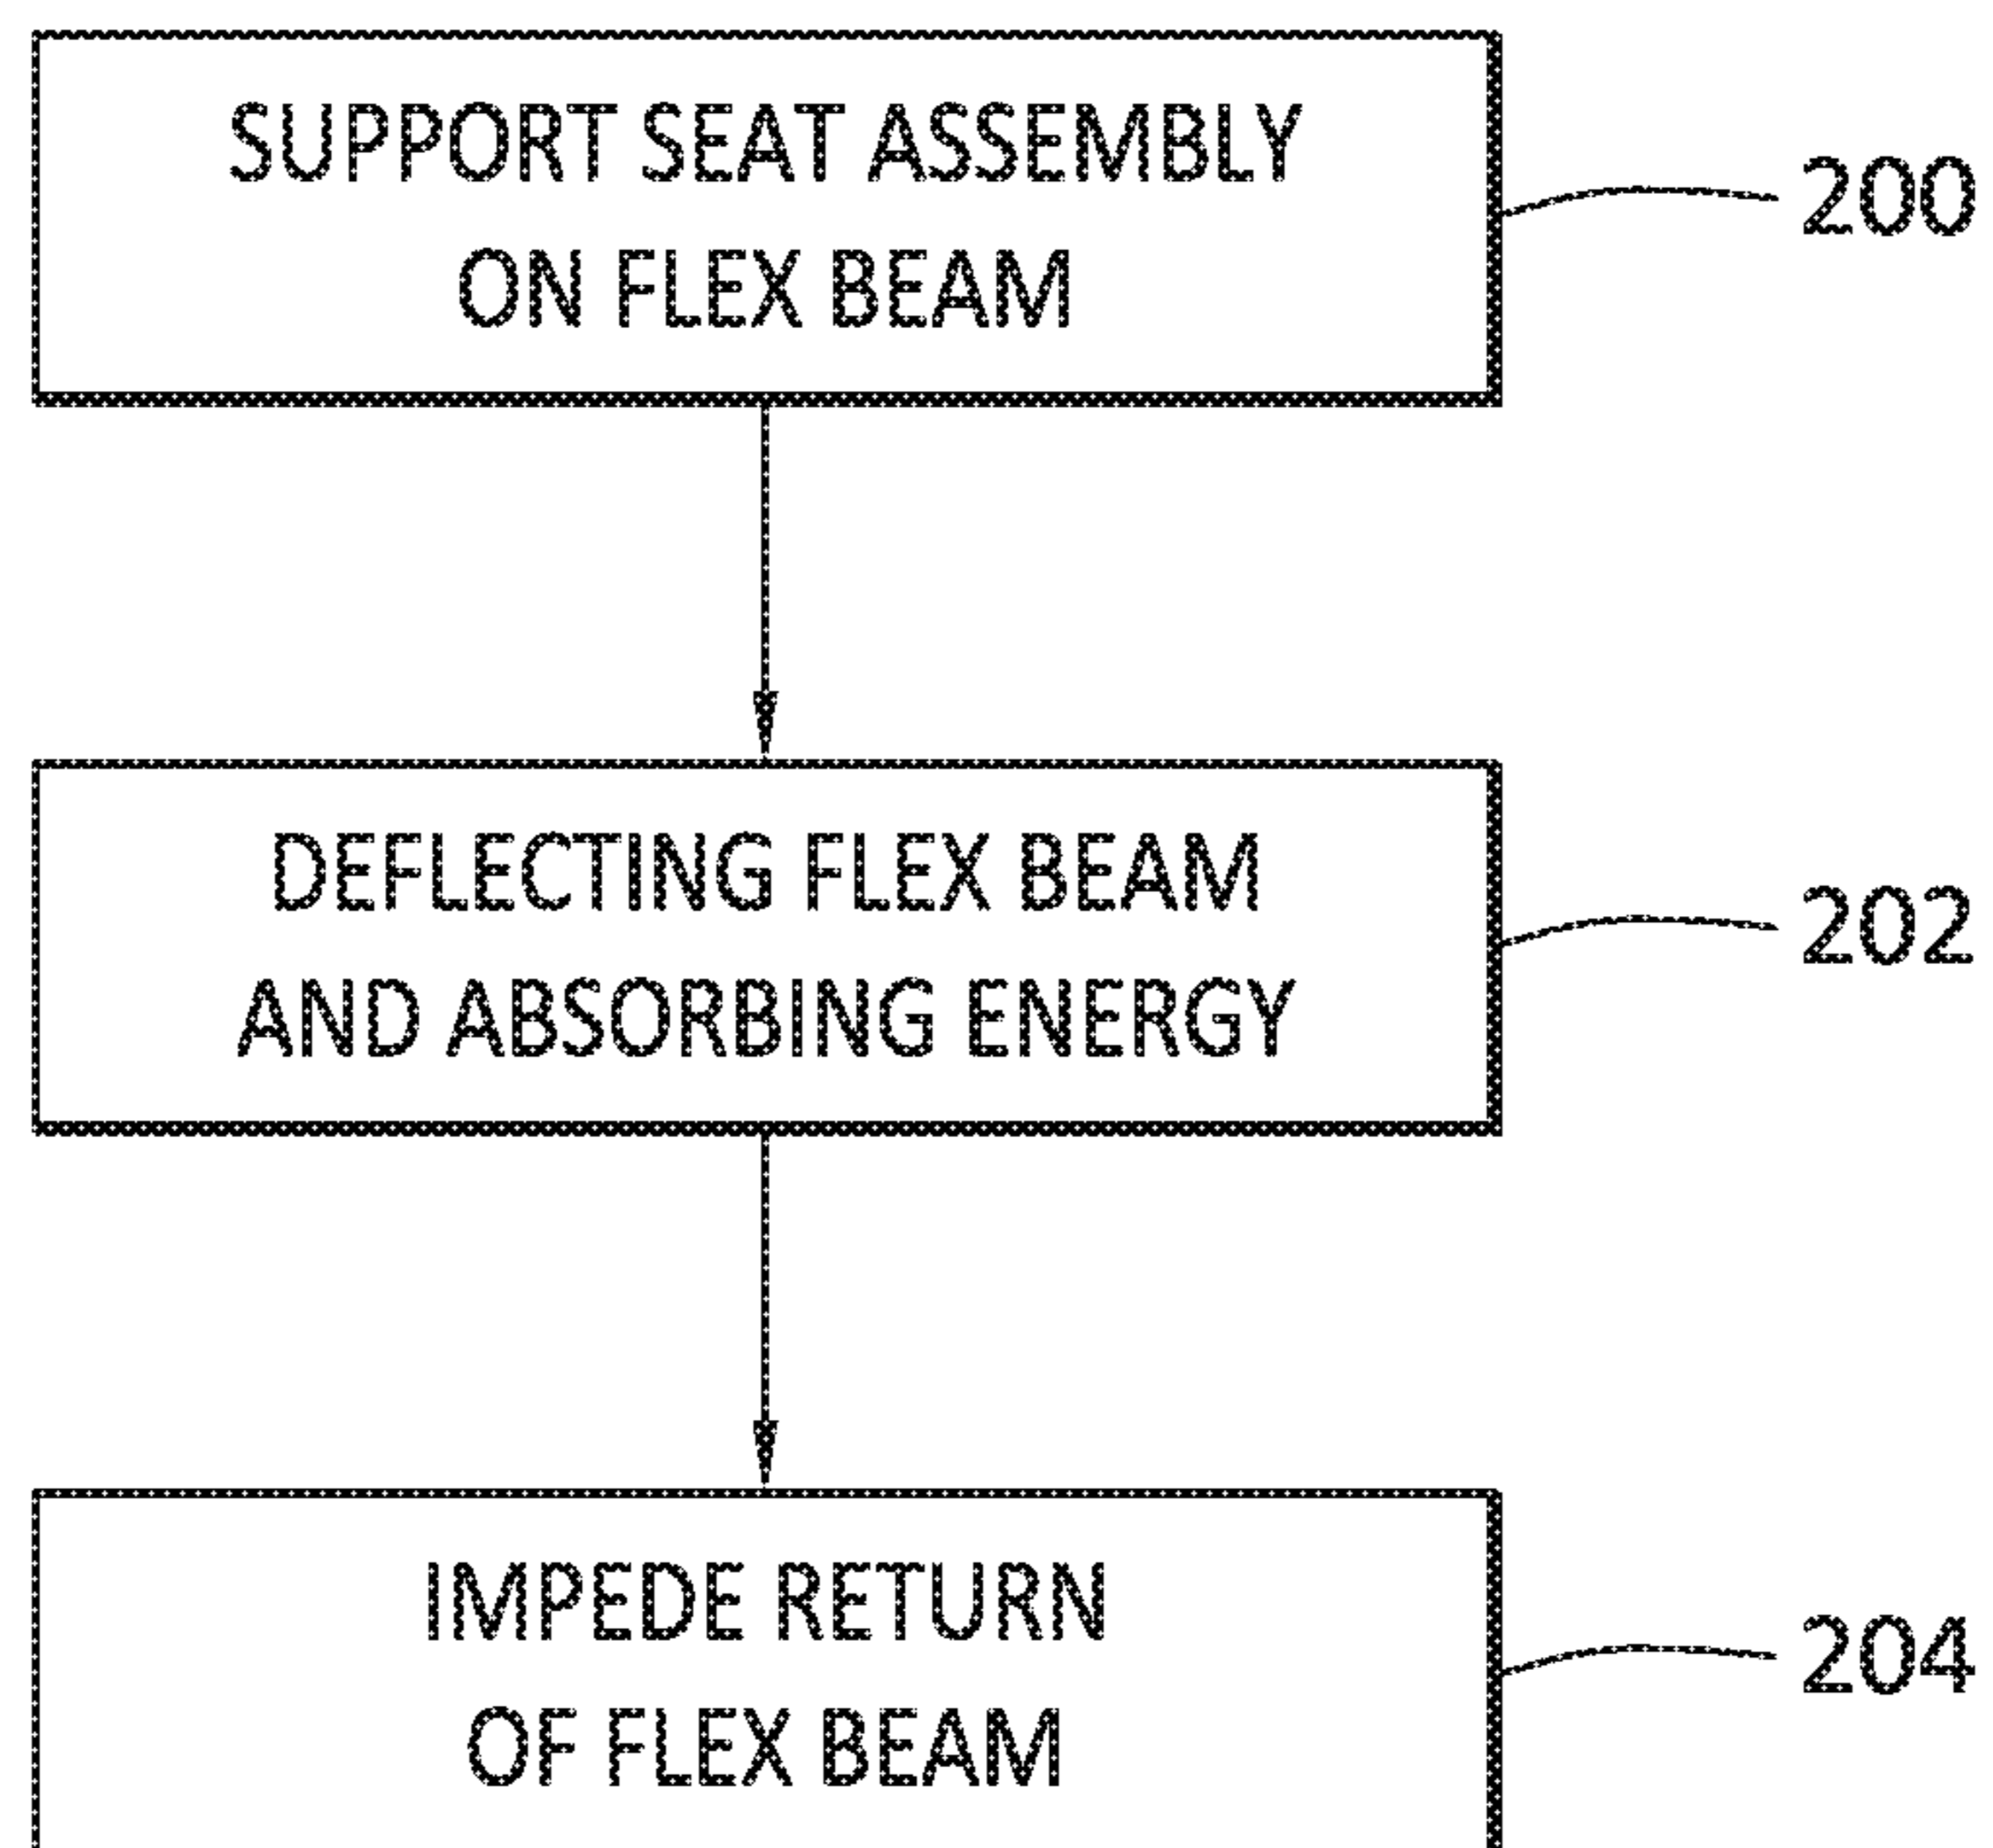 SUPPORT SEAT ASSEMBLY
ON FLEX BEAM
200
DEFLECTING FLEX BEAM
AND ABSORBING ENERGY
202
IMPEDE RETURN
OF FLEX BEAM
204